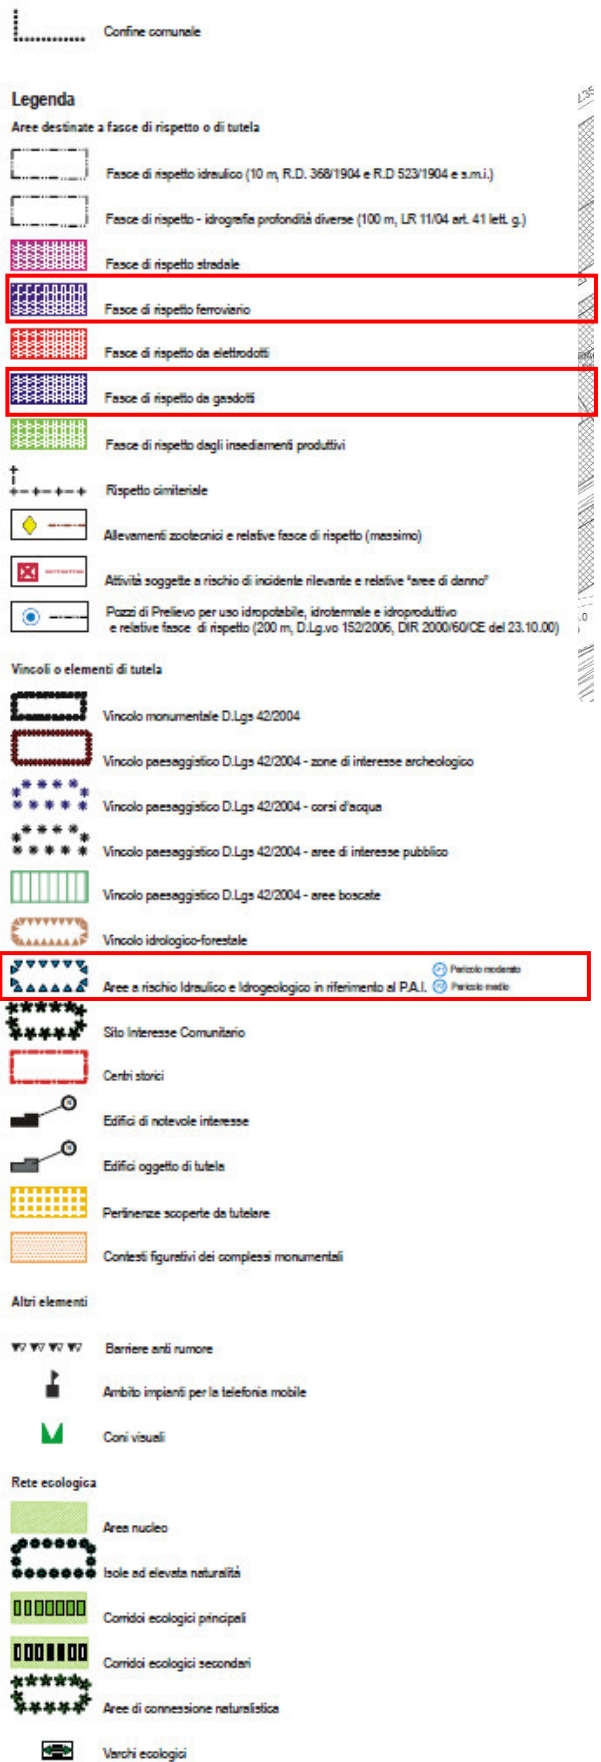 Confine comunale
Legenda
Aree destinate a fasce di rispetto o di tutela
Fasce di rispetto idraulico (10 m, R.D. 368/1904 e R.D 523/1904 e s.m.i.)
Fasce di rispetto - idrografia profondità diverse (100 m, LR 11/04 art. 41 lett. g.)
Fasce di rispetto stradale
Fasce di rispetto ferroviario
Fasce di rispetto da elettrodotti
Fasce di rispetto da gasdotti
Fasce di rispetto dagli insediamenti produttivi
Rispetto cimiteriale
Allevamenti zootecnici e relative fasce di rispetto (massimo)
Attività soggette a rischio di incidente rilevante e relative "aree di danno"
Pozzi di Prelievo per uso idropotabile, idrotermale e idroproduttivo
e relative fasce di rispetto (200 m, D.Lg.vo 152/2006, DIR 2000/60/CE del 23.10.00)
Vincoli o elementi di tutela
Vincolo monumentale D.Lgs 42/2004
Vincolo paesaggistico D.Lgs 42/2004 - zone di interesse archeologico
Vincolo paesaggistico D.Lgs 42/2004 - corsi d'acqua
Vincolo paesaggistico D.Lgs 42/2004 - aree di interesse pubblico
Vincolo paesaggistico D.Lgs 42/2004 - aree boscate
Vincolo idrologico-forestale
Aree a rischio Idraulico e Idrogeologico in riferimento al P.A.I.
Pericolo moderato
Pericolo medio
Sito Interesse Comunitario
Centri storici
Edifici di notevole interesse
Edifici oggetto di tutela
Pertinenze scoperte da tutelare
Contesti figurativi dei complessi monumentali
Altri elementi
Barriere anti rumore
Ambito impianti per la telefonia mobile
Coni visuali
Rete ecologica
Area nucleo
Isole ad elevata naturalità
Corridoi ecologici principali
Corridoi ecologici secondari
Aree di connessione naturalistica
Varchi ecologici